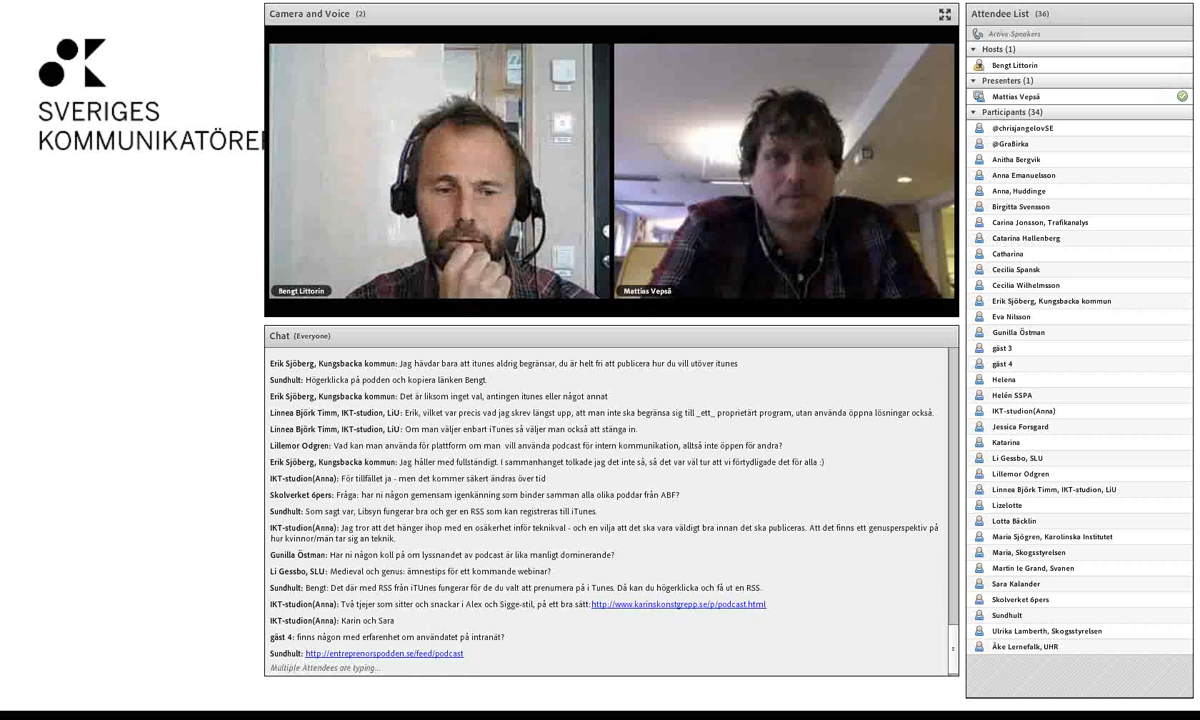 SVERIGES
KOMMUNIKATÖRE
Camera and Voice (2)
Bengt Littorin
Mattias Vepsä
Chat (Everyone)
Erik Sjöberg, Kungsbacka kommun: Jag hävdar bara att itunes aldrig begränsar, du är helt fri att publicera hur du vill utöver itunes
Sundhult: Högerklicka på podden och kopiera länken Bengt.
Erik Sjöberg, Kungsbacka kommun: Det är liksom inget val, antingen itunes eller något annat
Linnea Björk Timm, IKT-studion, LiU: Erik, vilket var precis vad jag skrev längst upp, att man inte ska begränsa sig till _ett_ proprietärt program, utan använda öppna lösningar också.
Linnea Björk Timm, IKT-studion, LiU: Om man väljer enbart iTunes så väljer man också att stänga in.
Lillemor Odgren: Vad kan man använda för plattform om man vill använda podcast för intern kommunikation, alltså inte öppen för andra?
Erik Sjöberg, Kungsbacka kommun: Jag håller med fullständigt. I sammanhanget tolkade jag det inte så, så det var väl tur att vi förtydligade det för alla :)
IKT-studion(Anna): För tillfället ja - men det kommer säkert ändras över tid
Skolverket 6pers: Fråga: har ni någon gemensam igenkänning som binder samman alla olika poddar från ABF?
Sundhult: Som sagt var, Libsyn fungerar bra och ger en RSS som kan registreras till iTunes.
IKT-studion(Anna): Jag tror att det hänger ihop med en osäkerhet inför teknikval - och en vilja att det ska vara väldigt bra innan det ska publiceras. Att det finns ett genusperspektiv på
hur kvinnor/män tar sig an teknik.
Gunilla Östman: Har ni någon koll på om lyssnandet av podcast är lika manligt dominerande?
Li Gessbo, SLU: Medieval och genus: ämnestips för ett kommande webinar?
Sundhult: Bengt: Det där med RSS från iTUnes fungerar för de du valt att prenumera på i Tunes. Då kan du högerklicka och få ut en RSS.
IKT-studion(Anna): Två tjejer som sitter och snackar i Alex och Sigge-stil, på ett bra sätt: http://www.karinskonstgrepp.se/p/podcast.html
IKT-studion(Anna): Karin och Sara
gäst 4: finns någon med erfarenhet om användatet på intranät?
Sundhult: http://entreprenorspodden.se/feed/podcast
Multiple Attendees are typing...
Attendee List (36)
Active Speakers
Hosts (1)
Bengt Littorin
Presenters (1)
Mattias Vepsä
Participants (34)
@chrisjangelovSE
@GraBirka
Anitha Bergvik
Anna Emanuelsson
Anna, Huddinge
Birgitta Svensson
Carina Jonsson, Trafikanalys
Catarina Hallenberg
Catharina
Cecilia Spansk
Cecilia Wilhelmsson
Erik Sjöberg, Kungsbacka kommun
Eva Nilsson
Gunilla Östman
gäst 3
gäst 4
Helena
Helén SSPA
IKT-studion(Anna)
Jessica Forsgard
Katarina
Li Gessbo, SLU
Lillemor Odgren
Linnea Björk Timm, IKT-studion, LiU
Lizelotte
Lotta Bäcklin
Maria Sjögren, Karolinska Institutet
Maria, Skogsstyrelsen
Martin le Grand, Svanen
Sara Kalander
Skolverket 6pers
Sundhult
Ulrika Lamberth, Skogsstyrelsen
Åke Lernefalk, UHR